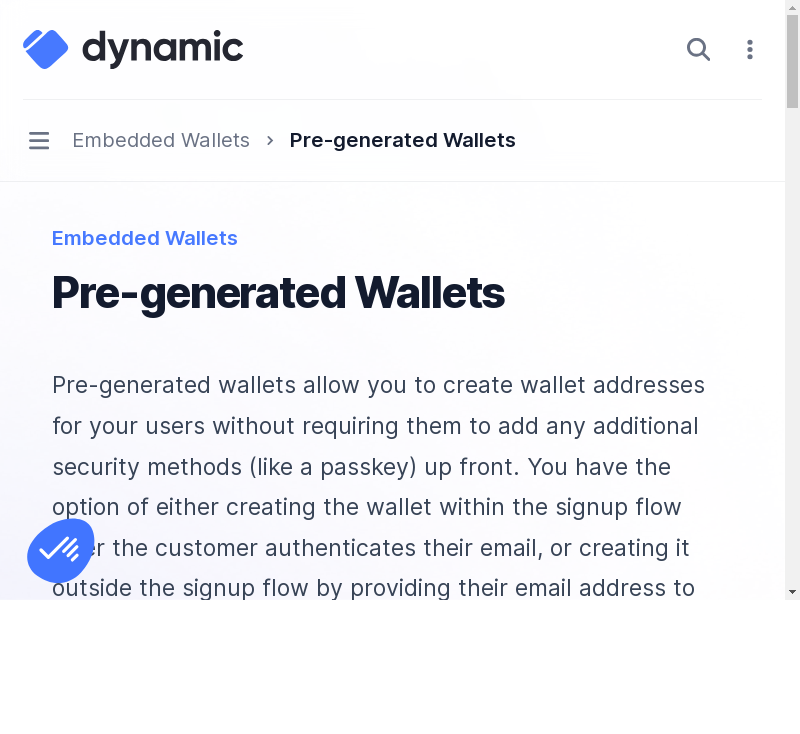 dynamic
Embedded Wallets > Pre-generated Wallets
Embedded Wallets
Pre-generated Wallets
Pre-generated wallets allow you to create wallet addresses
for your users without requiring them to add any additional
security methods (like a passkey) up front. You have the
option of either creating the wallet within the signup flow
the customer authenticates their email, or creating it
outside the signup flow by providing their email address to